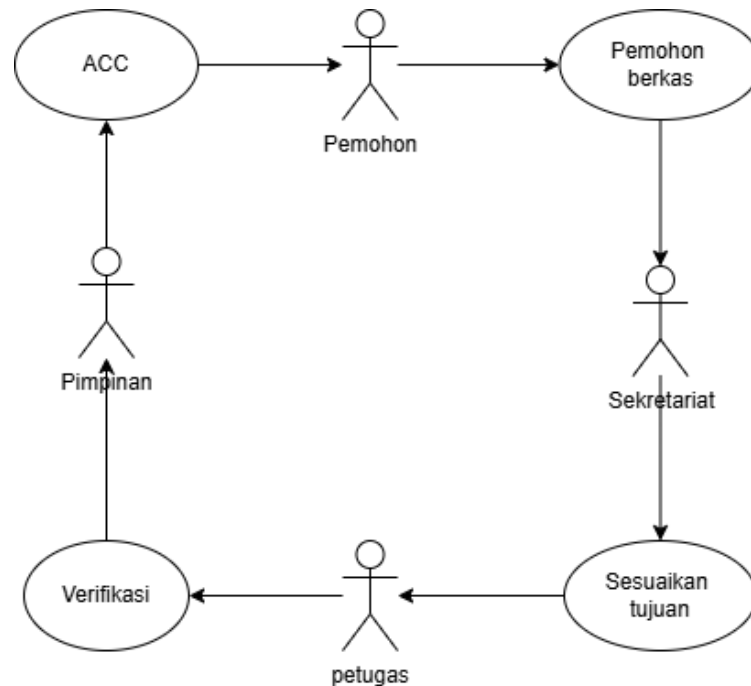 ACC
Pemohon
Pemohon
berkas
Pimpinan
Sekretariat
Verifikasi
petugas
Sesuaikan
tujuan